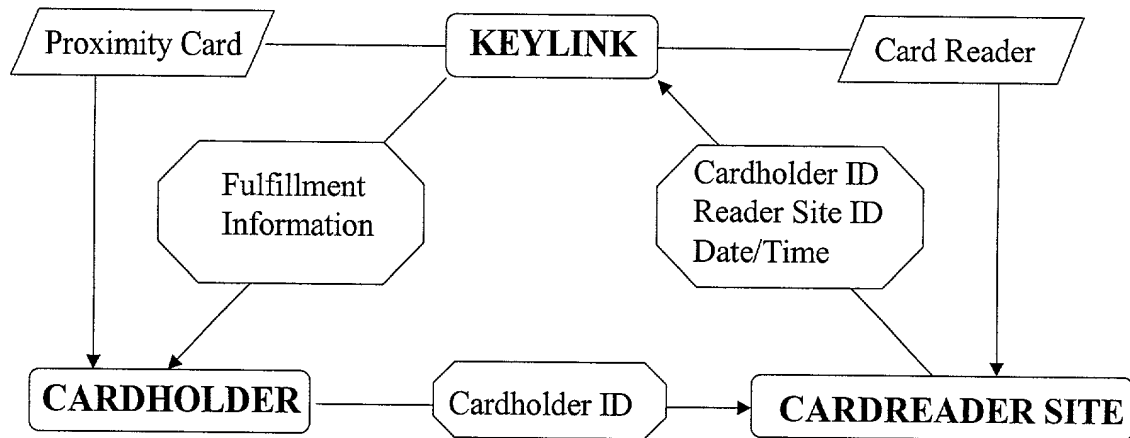 Proximity Card
KEYLINK
Card Reader
Fulfillment
Information
Cardholder ID
Reader Site ID
Date/Time
CARDHOLDER
Cardholder ID
CARDREADER SITE